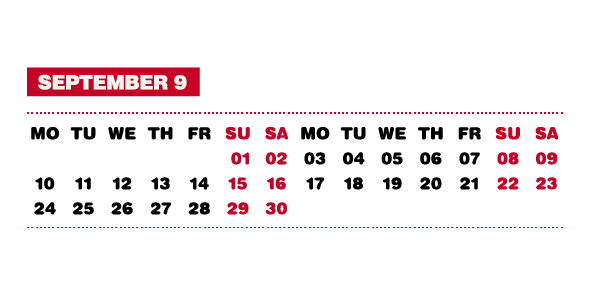 SEPTEMBER 9
MO TU WE TH FR SU SA MO TU WE TH FR SU SA
01 02 03 04 05 06 07 08 09
10 11 12 13 14 15 16 17 18 19 20 21 22 23
24 25 26 27 28 29 30